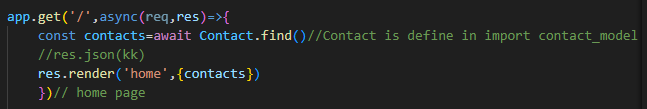 app.get('/',async(req,res)=>{
    const contacts=await Contact.find()//Contact is define in import contact_model
    //res.json(kk)
    res.render('home',{contacts})
    })// home page